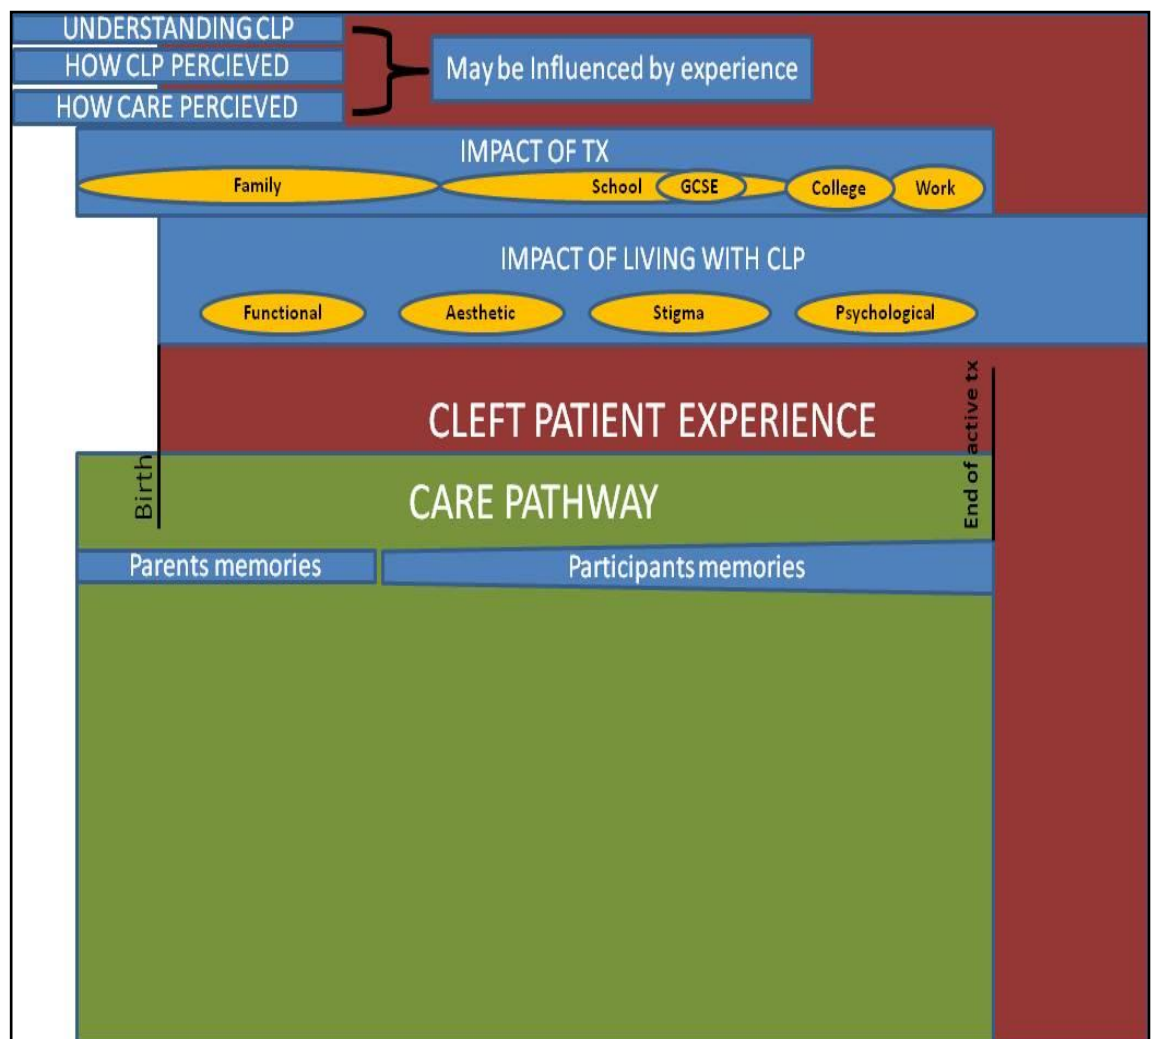 UNDERSTANDING CLP
HOW CLP PERCIEVED
HOW CARE PERCIEVED
May be Influenced by experience
IMPACT OF TX
Family
School
GCSE
College
Work
IMPACT OF LIVING WITH CLP
Functional
Aesthetic
Stigma
Psychological
CLEFT PATIENT EXPERIENCE
Birth
End of active tx
CARE PATHWAY
Parents memories
Participants memories